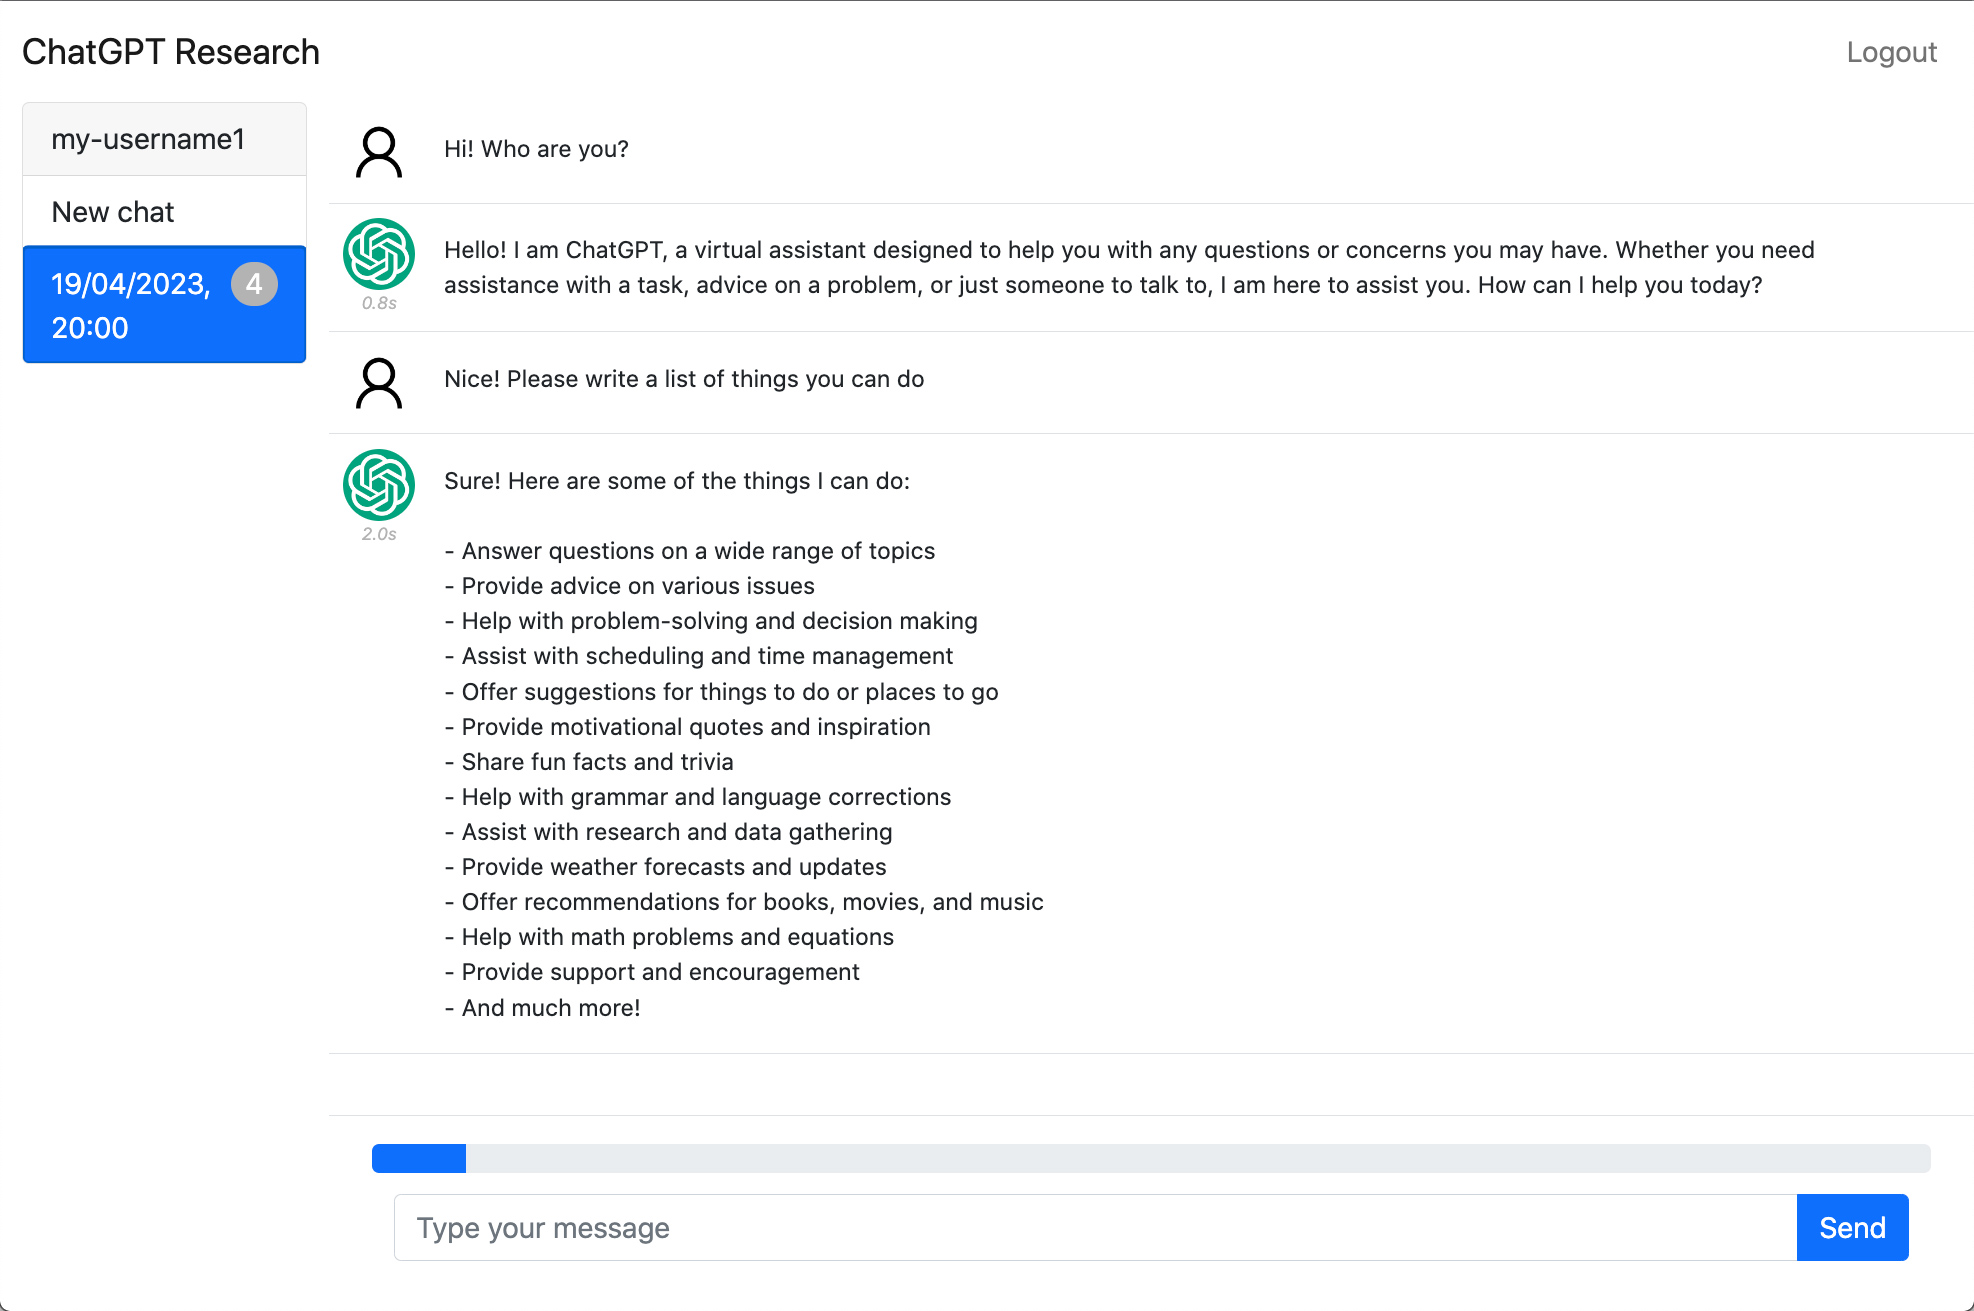 ChatGPT Research
Logout
my-username1
New chat
19/04/2023,
20:00
4
Hi! Who are you?
Hello! I am ChatGPT, a virtual assistant designed to help you with any questions or concerns you may have. Whether you need
assistance with a task, advice on a problem, or just someone to talk to, I am here to assist you. How can I help you today?
0.8s
Nice! Please write a list of things you can do
Sure! Here are some of the things I can do:
2.0s
- Answer questions on a wide range of topics
- Provide advice on various issues
- Help with problem-solving and decision making
- Assist with scheduling and time management
- Offer suggestions for things to do or places to go
- Provide motivational quotes and inspiration
- Share fun facts and trivia
- Help with grammar and language corrections
- Assist with research and data gathering
- Provide weather forecasts and updates
- Offer recommendations for books, movies, and music
- Help with math problems and equations
- Provide support and encouragement
- And much more!
Type your message
Send